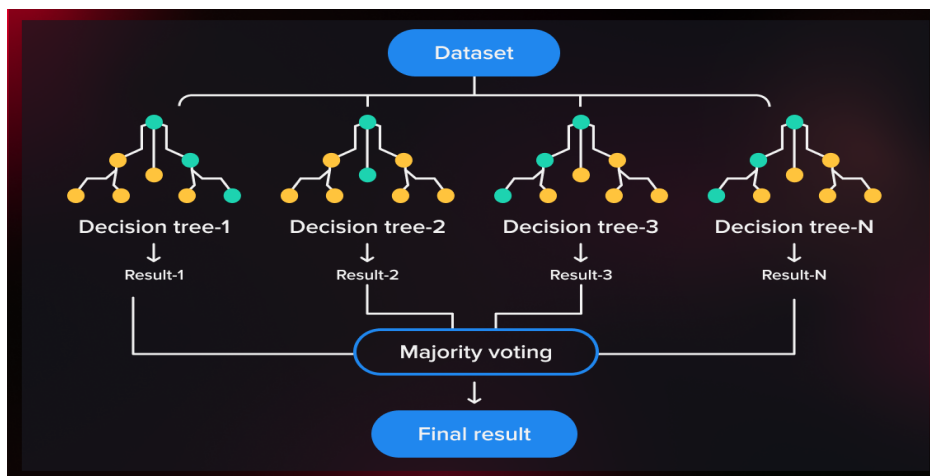 Dataset
Decision tree-1
Decision tree-2
Decision tree-3
Decision tree-N
Result-1
Result-2
Result-3
Result-N
Majority voting
Final result